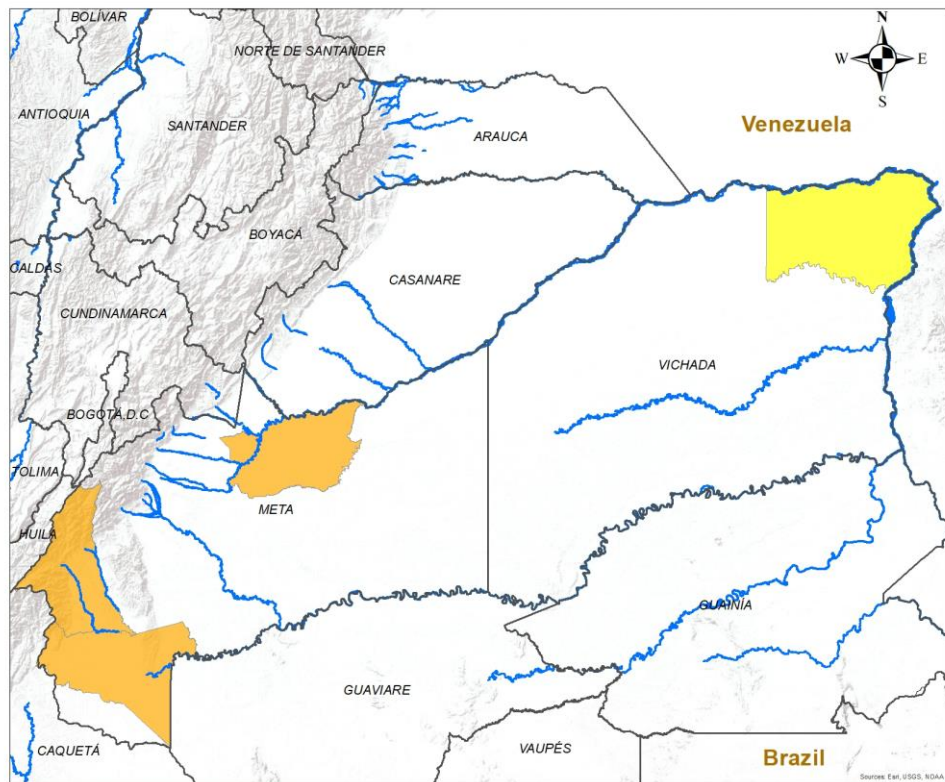 BOLÍVAR
N
NORTE DE SANTANDER
W E
S
ANTIOQUIA
SANTANDER
Venezuela
ARAUCA
BOYACÁ
CALDAS
CASANARE
CUNDINAMARCA
VICHADA
BOGOTÁ,D.C
TOLIMA
META
HUILA
GUAINÍA
GUAVIARE
CAQUETÁ
VAUPÉS
Brazil
Sources: Esri, USGS, NOAA